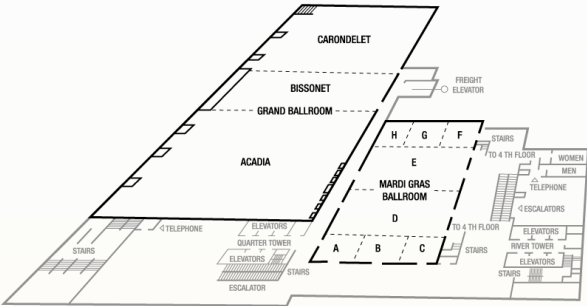 CARONDELET
BISSONET
GRAND BALLROOM
ACADIA
FREIGHT
ELEVATOR
H
G
F
STAIRS
TO 4 TH FLOOR
E
WOMEN
MEN
MARDI GRAS
BALLROOM
TELEPHONE
D
ESCALATORS
TELEPHONE
ELEVATORS
TO 4 TH FLOOR
ELEVATORS
QUARTER TOWER
A
B
C
STAIRS
RIVER TOWER
STAIRS
ELEVATORS
ELEVATORS
STAIRS
STAIRS
ESCALATOR